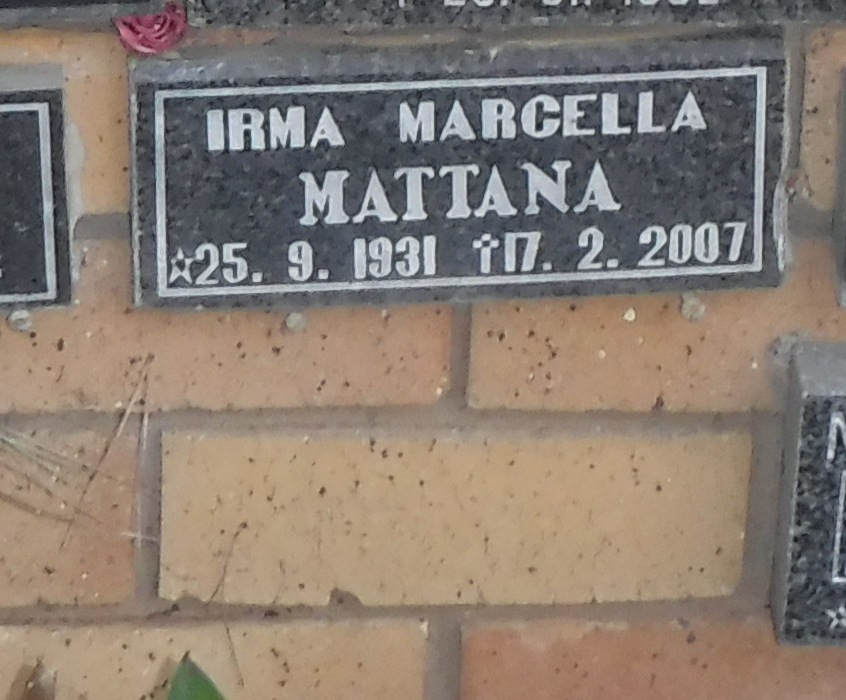 IRMA MARCELLA
MATTANA
☆25. 9. 1931 ✝17. 2. 2007